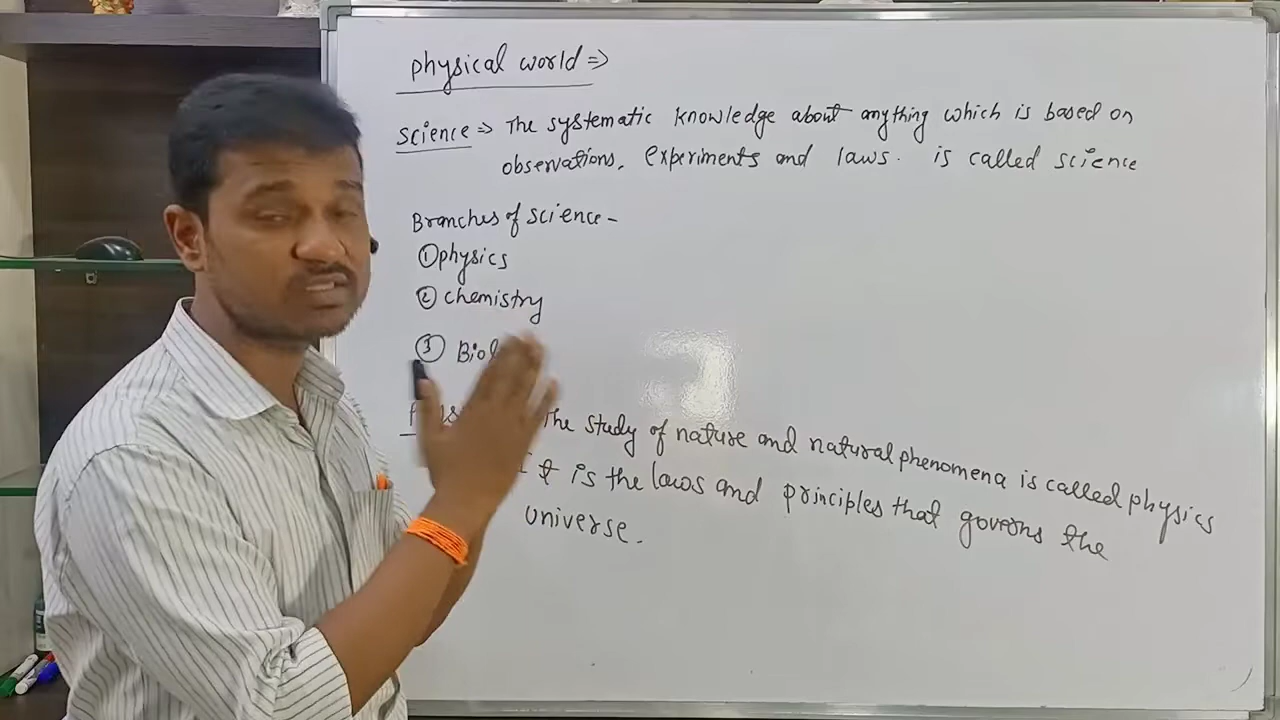 physical world ⇒
science ⇒ The systematic knowledge about anything which is based on
observations, experiments and laws. is called science
Branches of science -
① physics
② chemistry
③
The study of nature and natural phenomena is called physics
It is the laws and principles that governs the
universe.